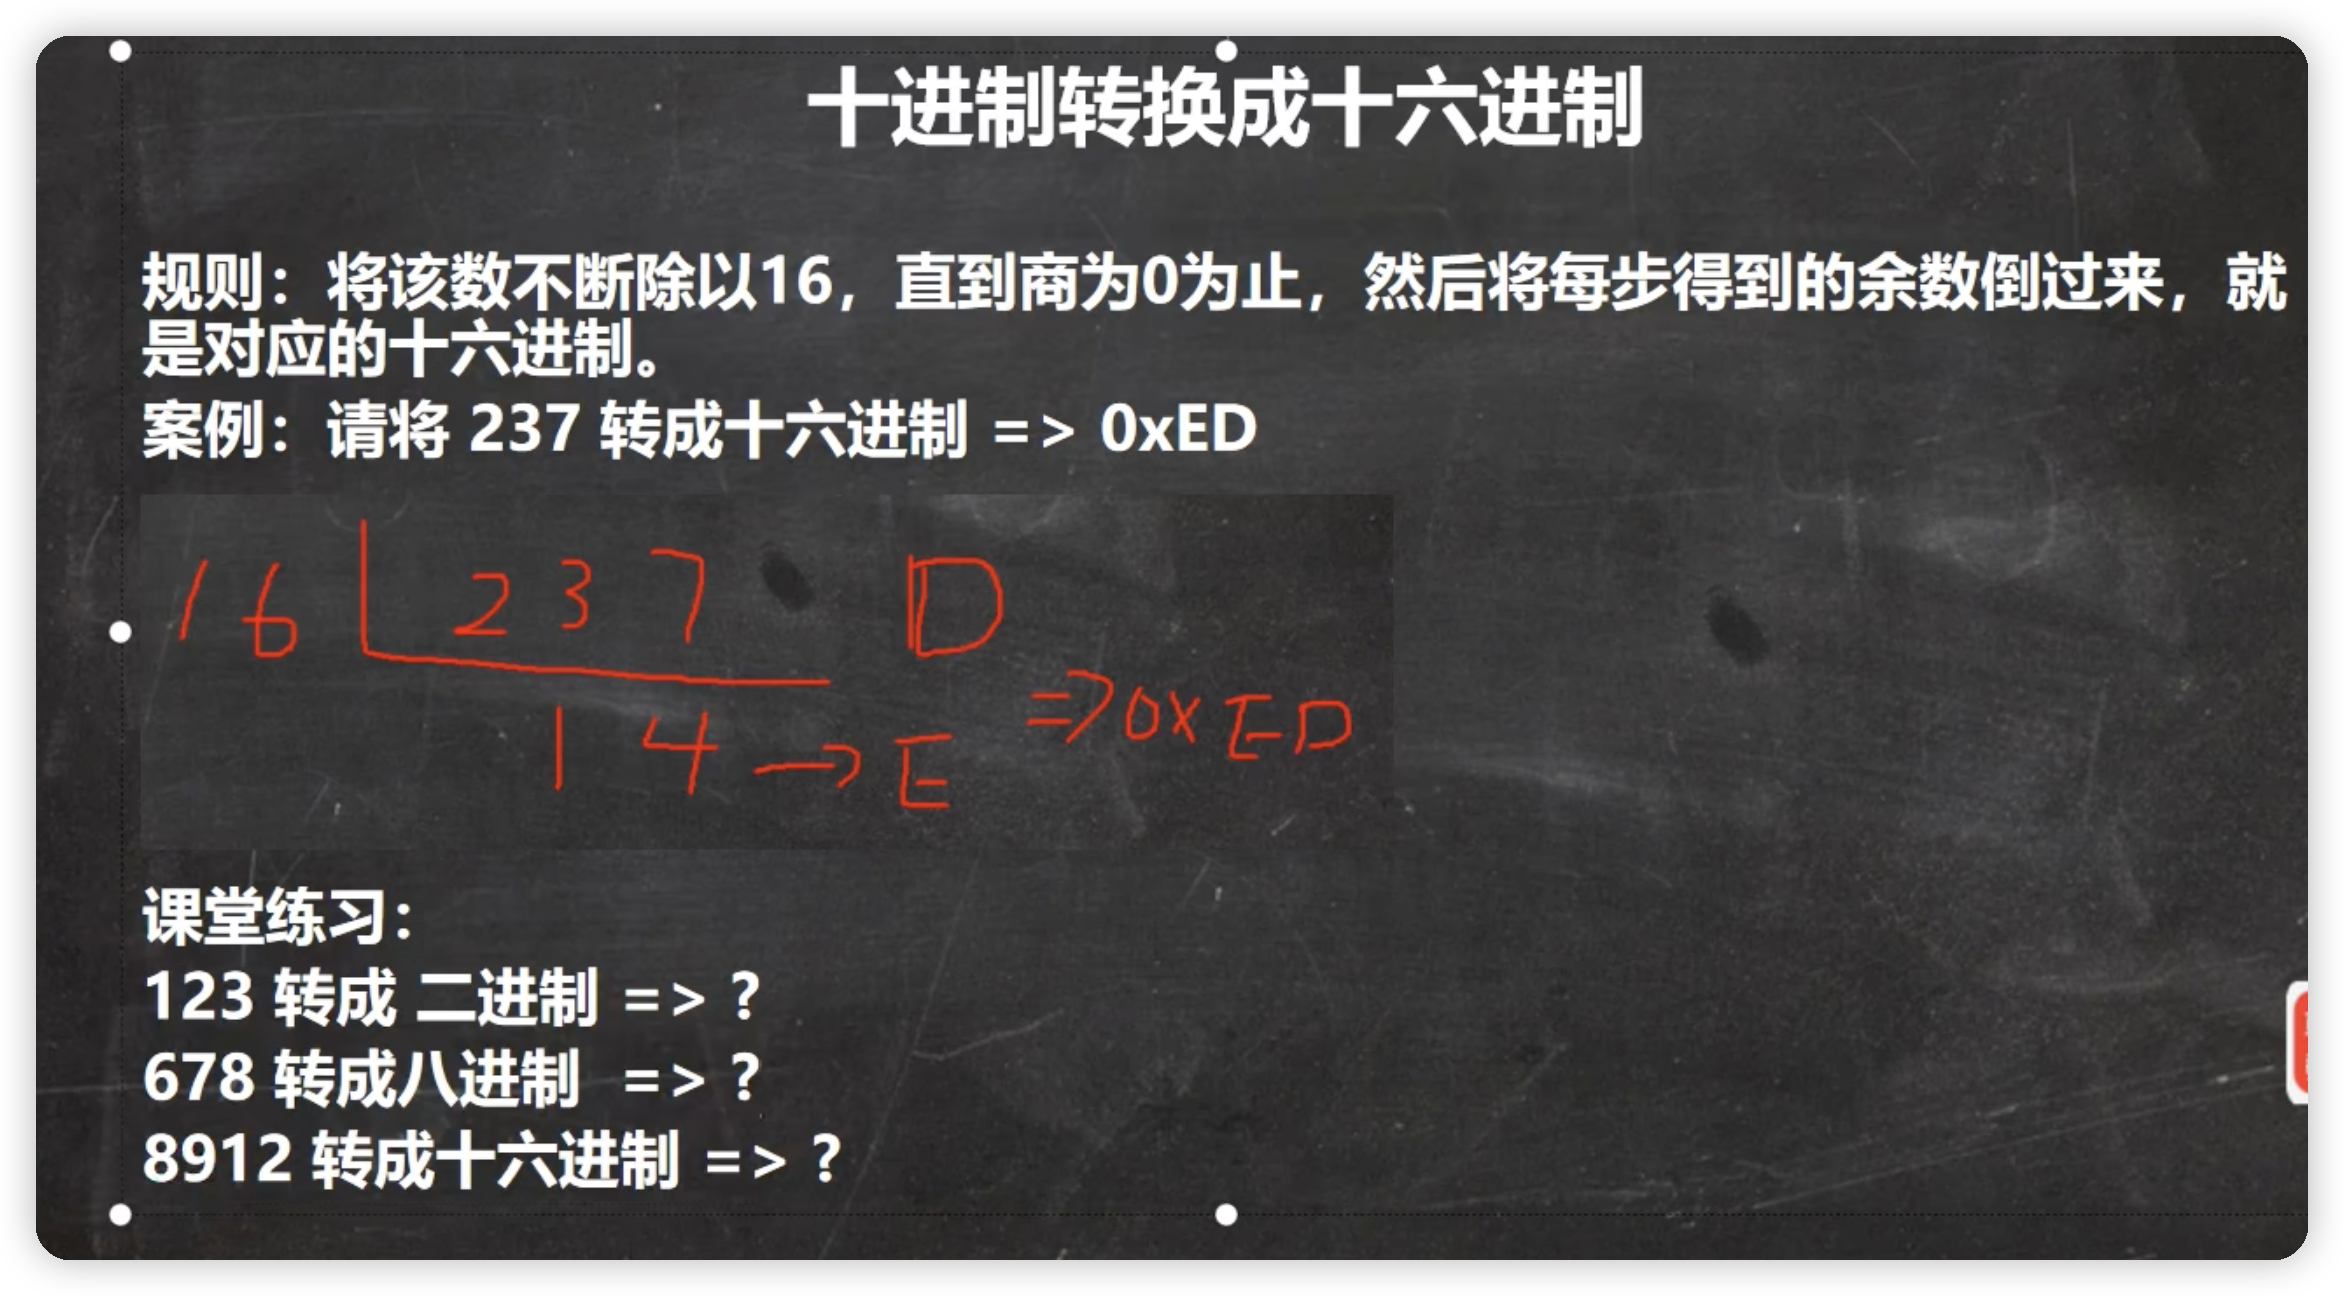 十进制转换成十六进制
规则：将该数不断除以16，直到商为0为止，然后将每步得到的余数倒过来，就
是对应的十六进制。
案例：请将 237 转成十六进制 => 0xED
16 237 D
14 → E ⇒ 0xED
课堂练习：
123 转成 二进制 => ?
678 转成八进制 => ?
8912 转成十六进制 => ?